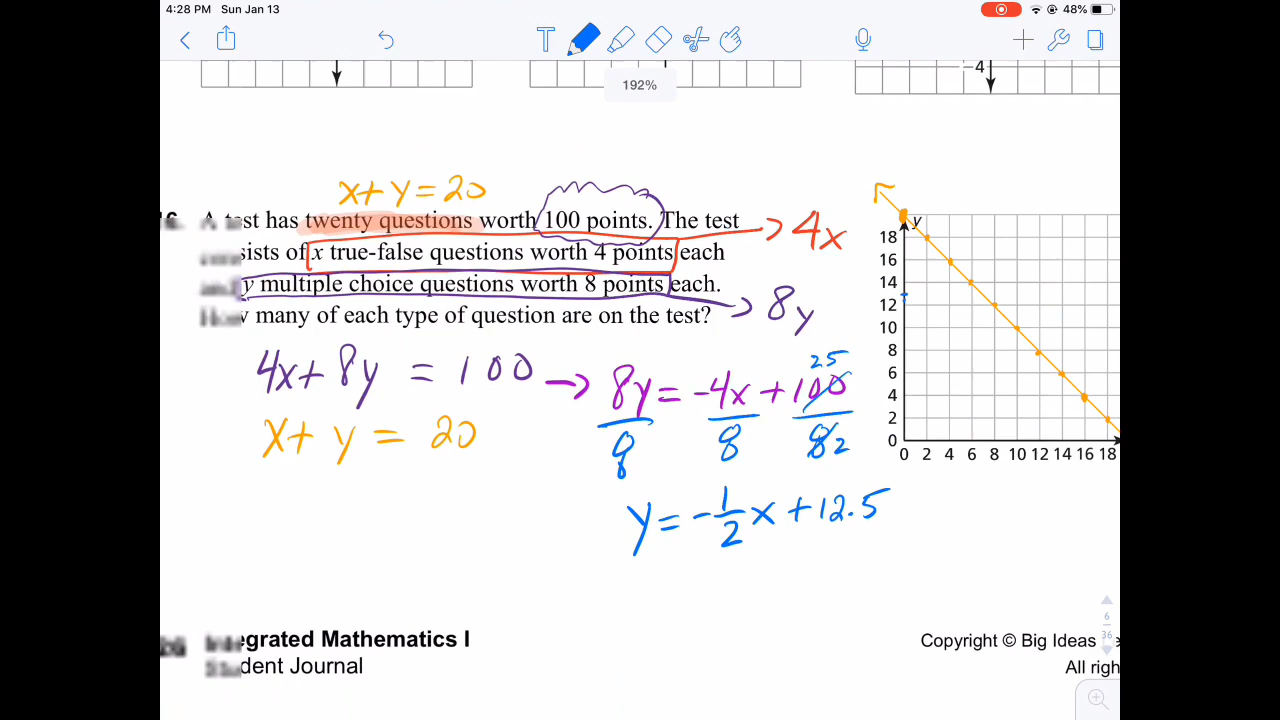 4:28 PM Sun Jan 13
48%
T
192%
−4
x + y = 20
test has twenty questions worth 100 points. The test
of x true-false questions worth 4 points each
y multiple choice questions worth 8 points each.
many of each type of question are on the test?
4x
8y
4x + 8y = 100
x + y = 20
25
8y = -4x + 100
8 8 8 2
y = -1/2 x + 12.5
y
18
16
14
12
10
8
6
4
2
0
0 2 4 6 8 10 12 14 16 18
6
36
Mathematics I
Journal
Copyright © Big Ideas
All